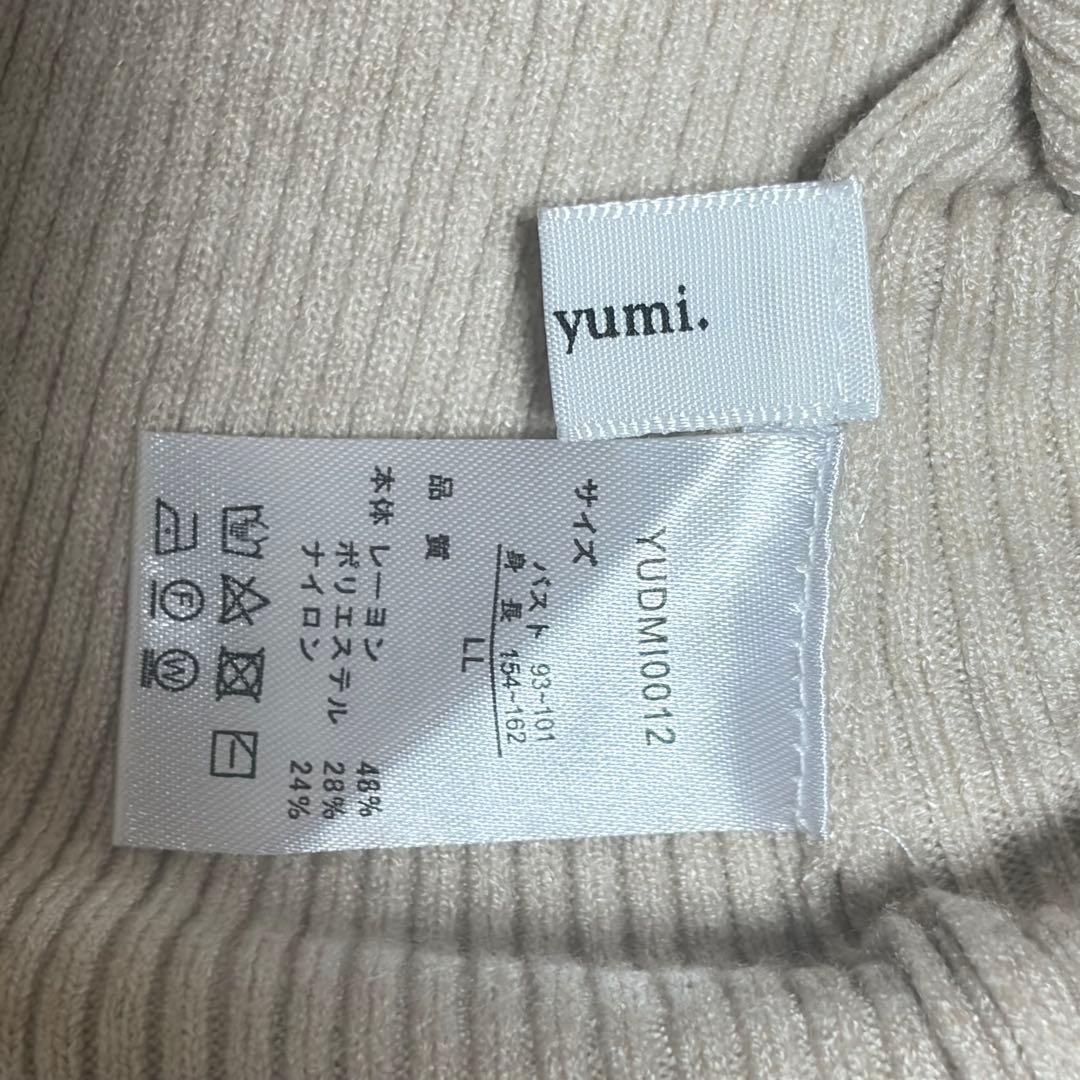 yumi.
YUDMI0012
サイズ
バスト 93~101
身長 154~162
LL
品質
本体 レーヨン 48%
ポリエステル 28%
ナイロン 24%
F
W